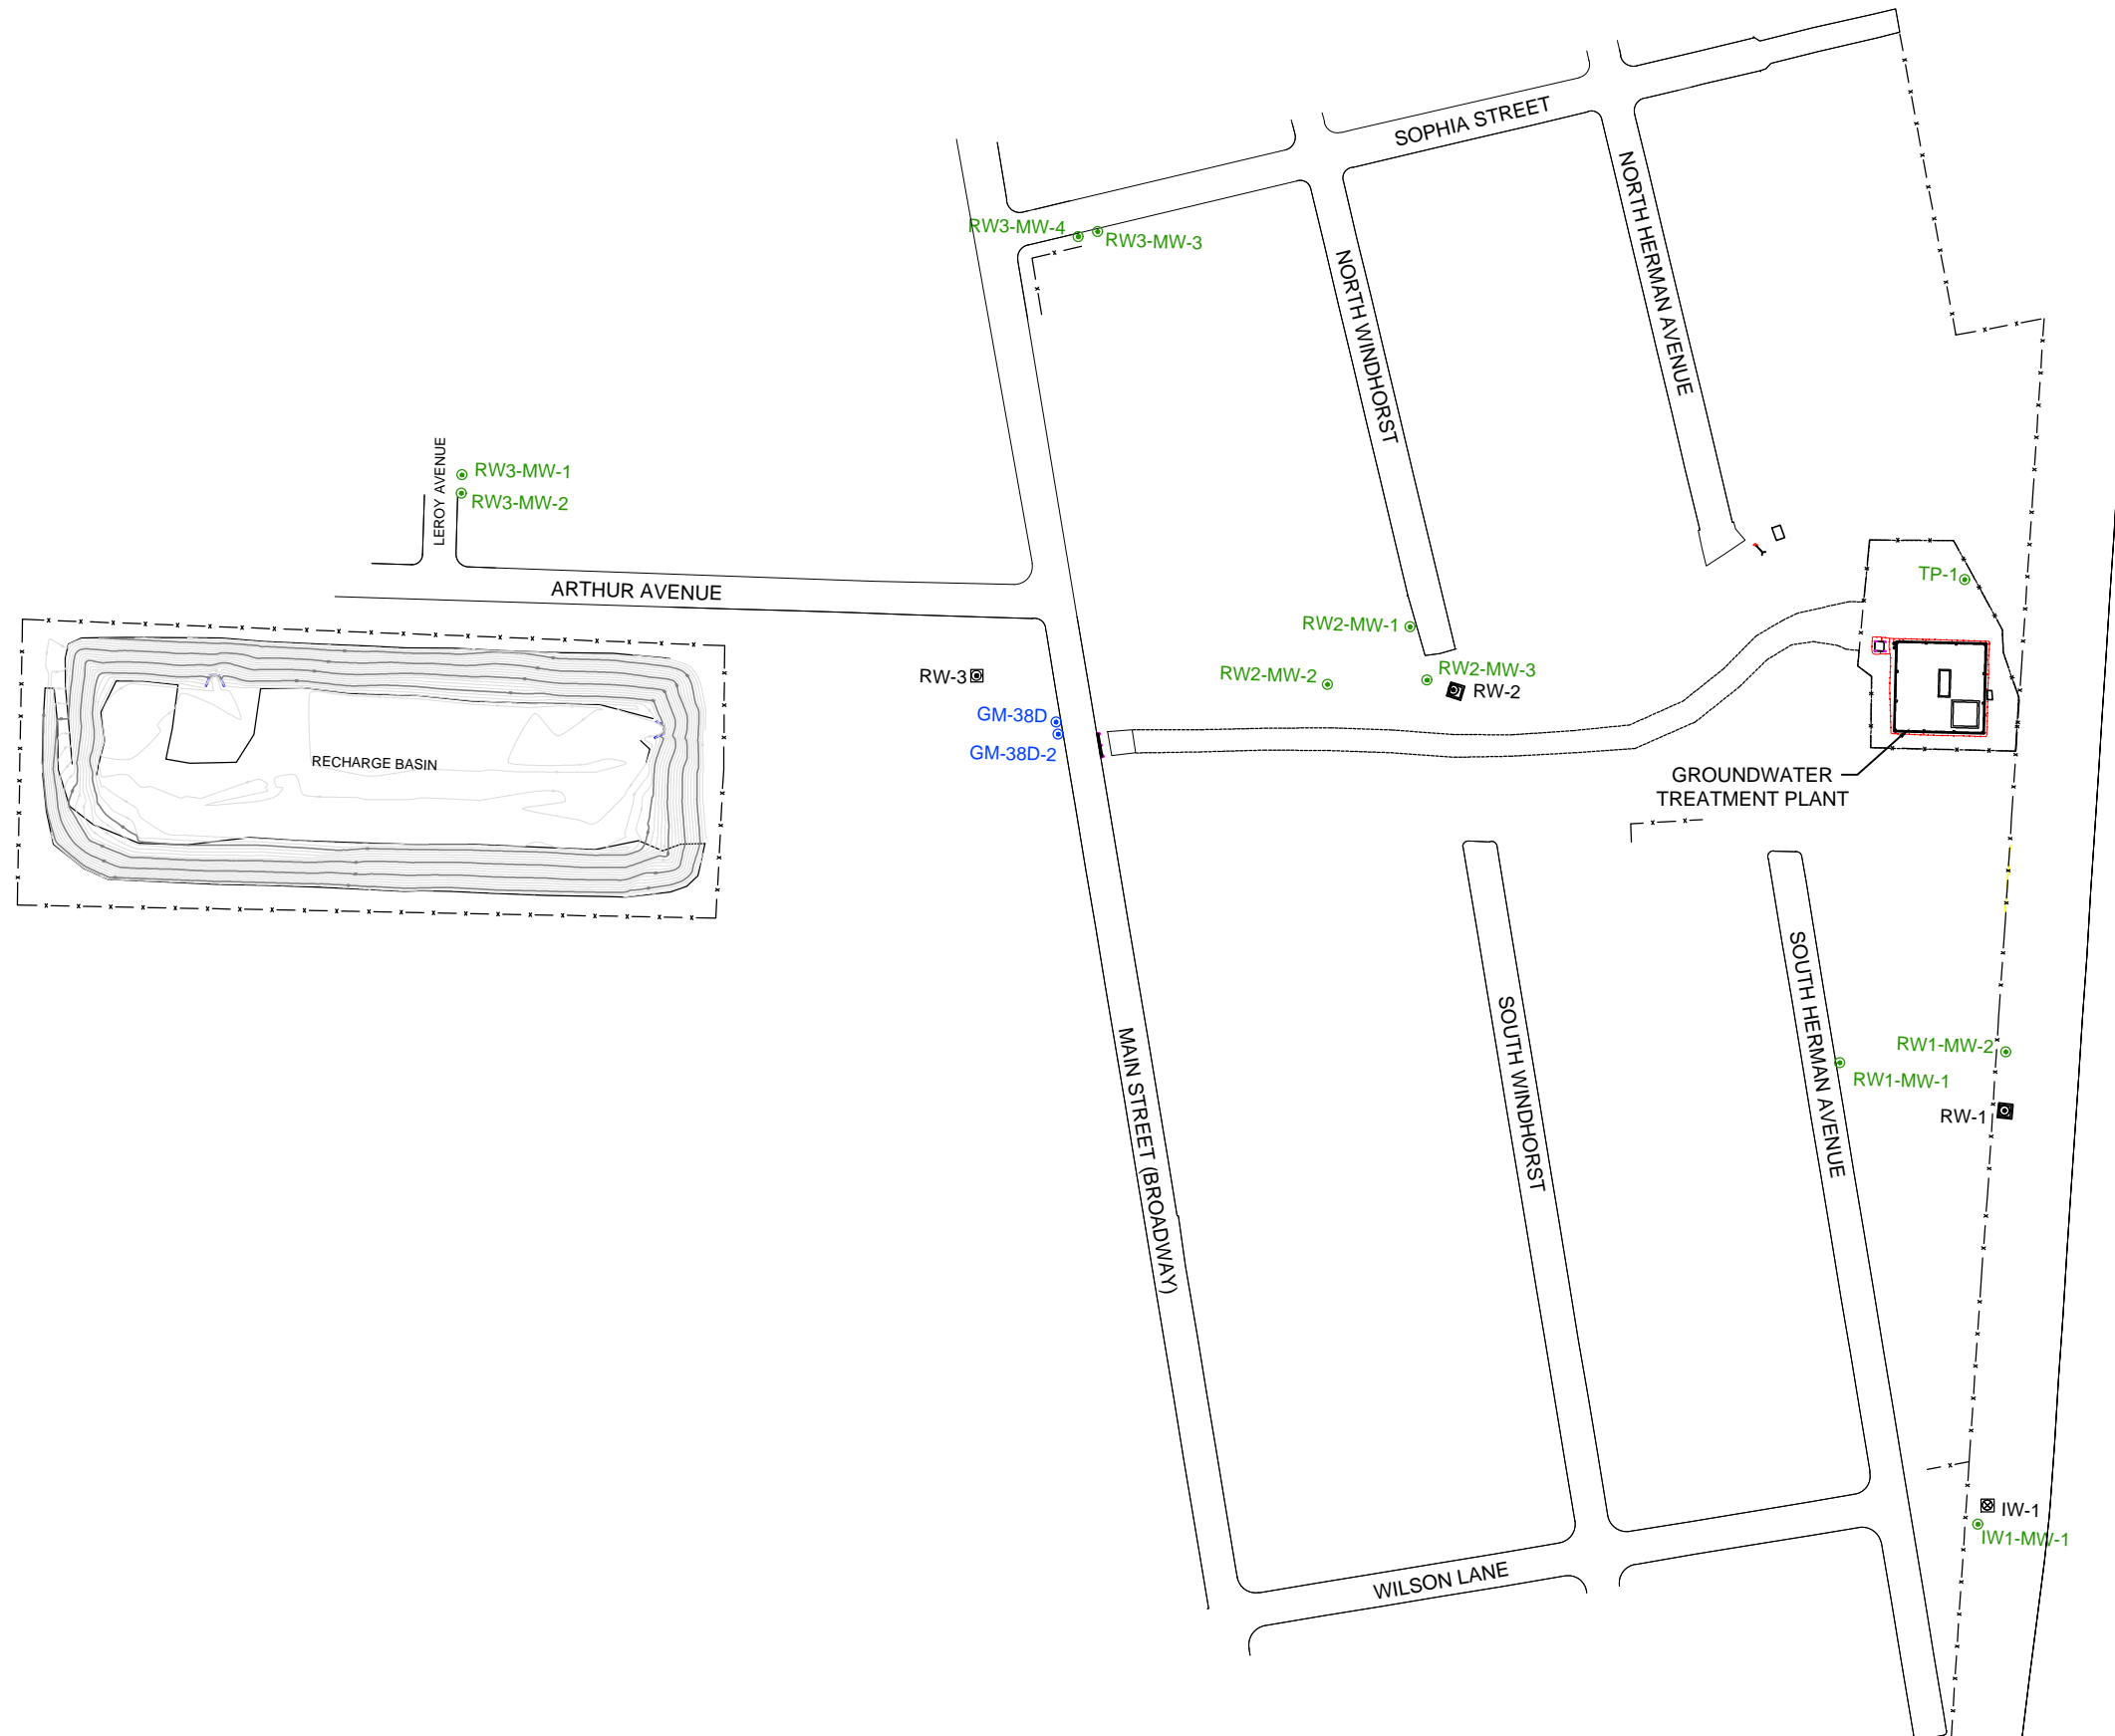 SOPHIA STREET
NORTH HERMAN AVENUE
RW3-MW-4
RW3-MW-3
NORTH WINDHORST
LEROY AVENUE
RW3-MW-1
RW3-MW-2
ARTHUR AVENUE
TP-1
RW2-MW-1
RW-3
RW2-MW-2
RW2-MW-3
RW-2
GM-38D
GM-38D-2
RECHARGE BASIN
GROUNDWATER
TREATMENT PLANT
SOUTH HERMAN AVENUE
SOUTH WINDHORST
MAIN STREET (BROADWAY)
RW1-MW-2
RW1-MW-1
RW-1
IW-1
IW1-MW-1
WILSON LANE